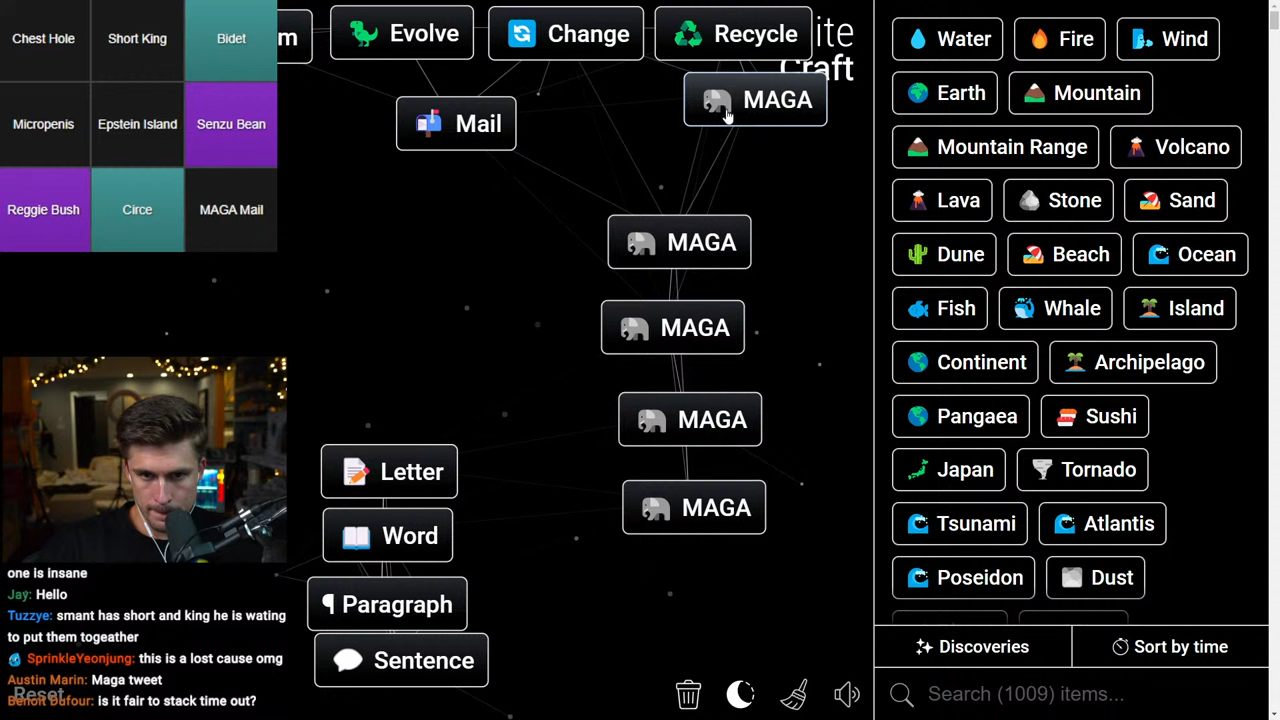 Chest Hole
Short King
Bidet
Micropenis
Epstein Island
Senzu Bean
Reggie Bush
Circe
MAGA Mail
m
Evolve
Change
Recycle
ite
Craft
MAGA
Mail
MAGA
MAGA
MAGA
MAGA
Letter
Word
¶ Paragraph
Sentence
Water
Fire
Wind
Earth
Mountain
Mountain Range
Volcano
Lava
Stone
Sand
Dune
Beach
Ocean
Fish
Whale
Island
Continent
Archipelago
Pangaea
Sushi
Japan
Tornado
Tsunami
Atlantis
Poseidon
Dust
Discoveries
Sort by time
Search (1009) items...
one is insane
Jay: Hello
Tuzzye: smant has short and king he is wating
to put them togeather
SprinkleYeonjung: this is a lost cause omg
Austin Marin: Maga tweet
Benoit Dufour: is it fair to stack time out?
Reset